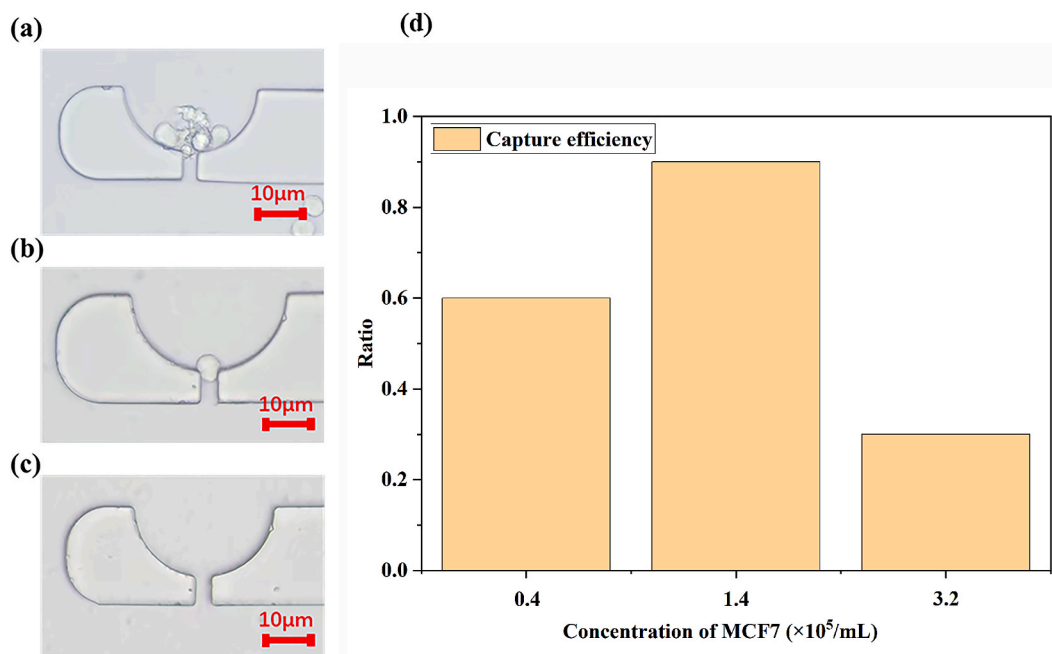 (a)
10μm
(b)
10μm
(c)
10μm
(d)
Capture efficiency
1.0
0.8
0.6
0.4
0.2
0.0
Ratio
0.4 1.4 3.2
Concentration of MCF7 (×10⁵/mL)